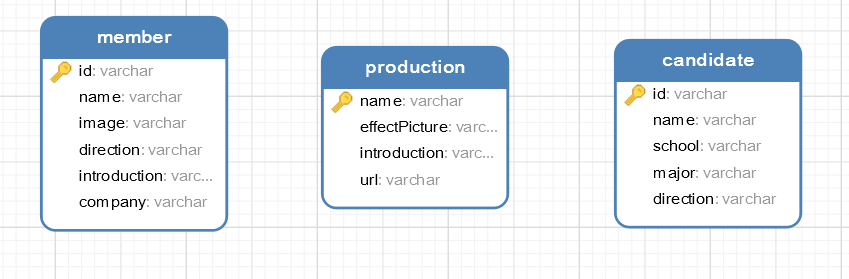 member
id: varchar
name: varchar
image: varchar
direction: varchar
introduction: varc...
company: varchar
production
name: varchar
effectPicture: varc...
introduction: varc...
url: varchar
candidate
id: varchar
name: varchar
school: varchar
major: varchar
direction: varchar